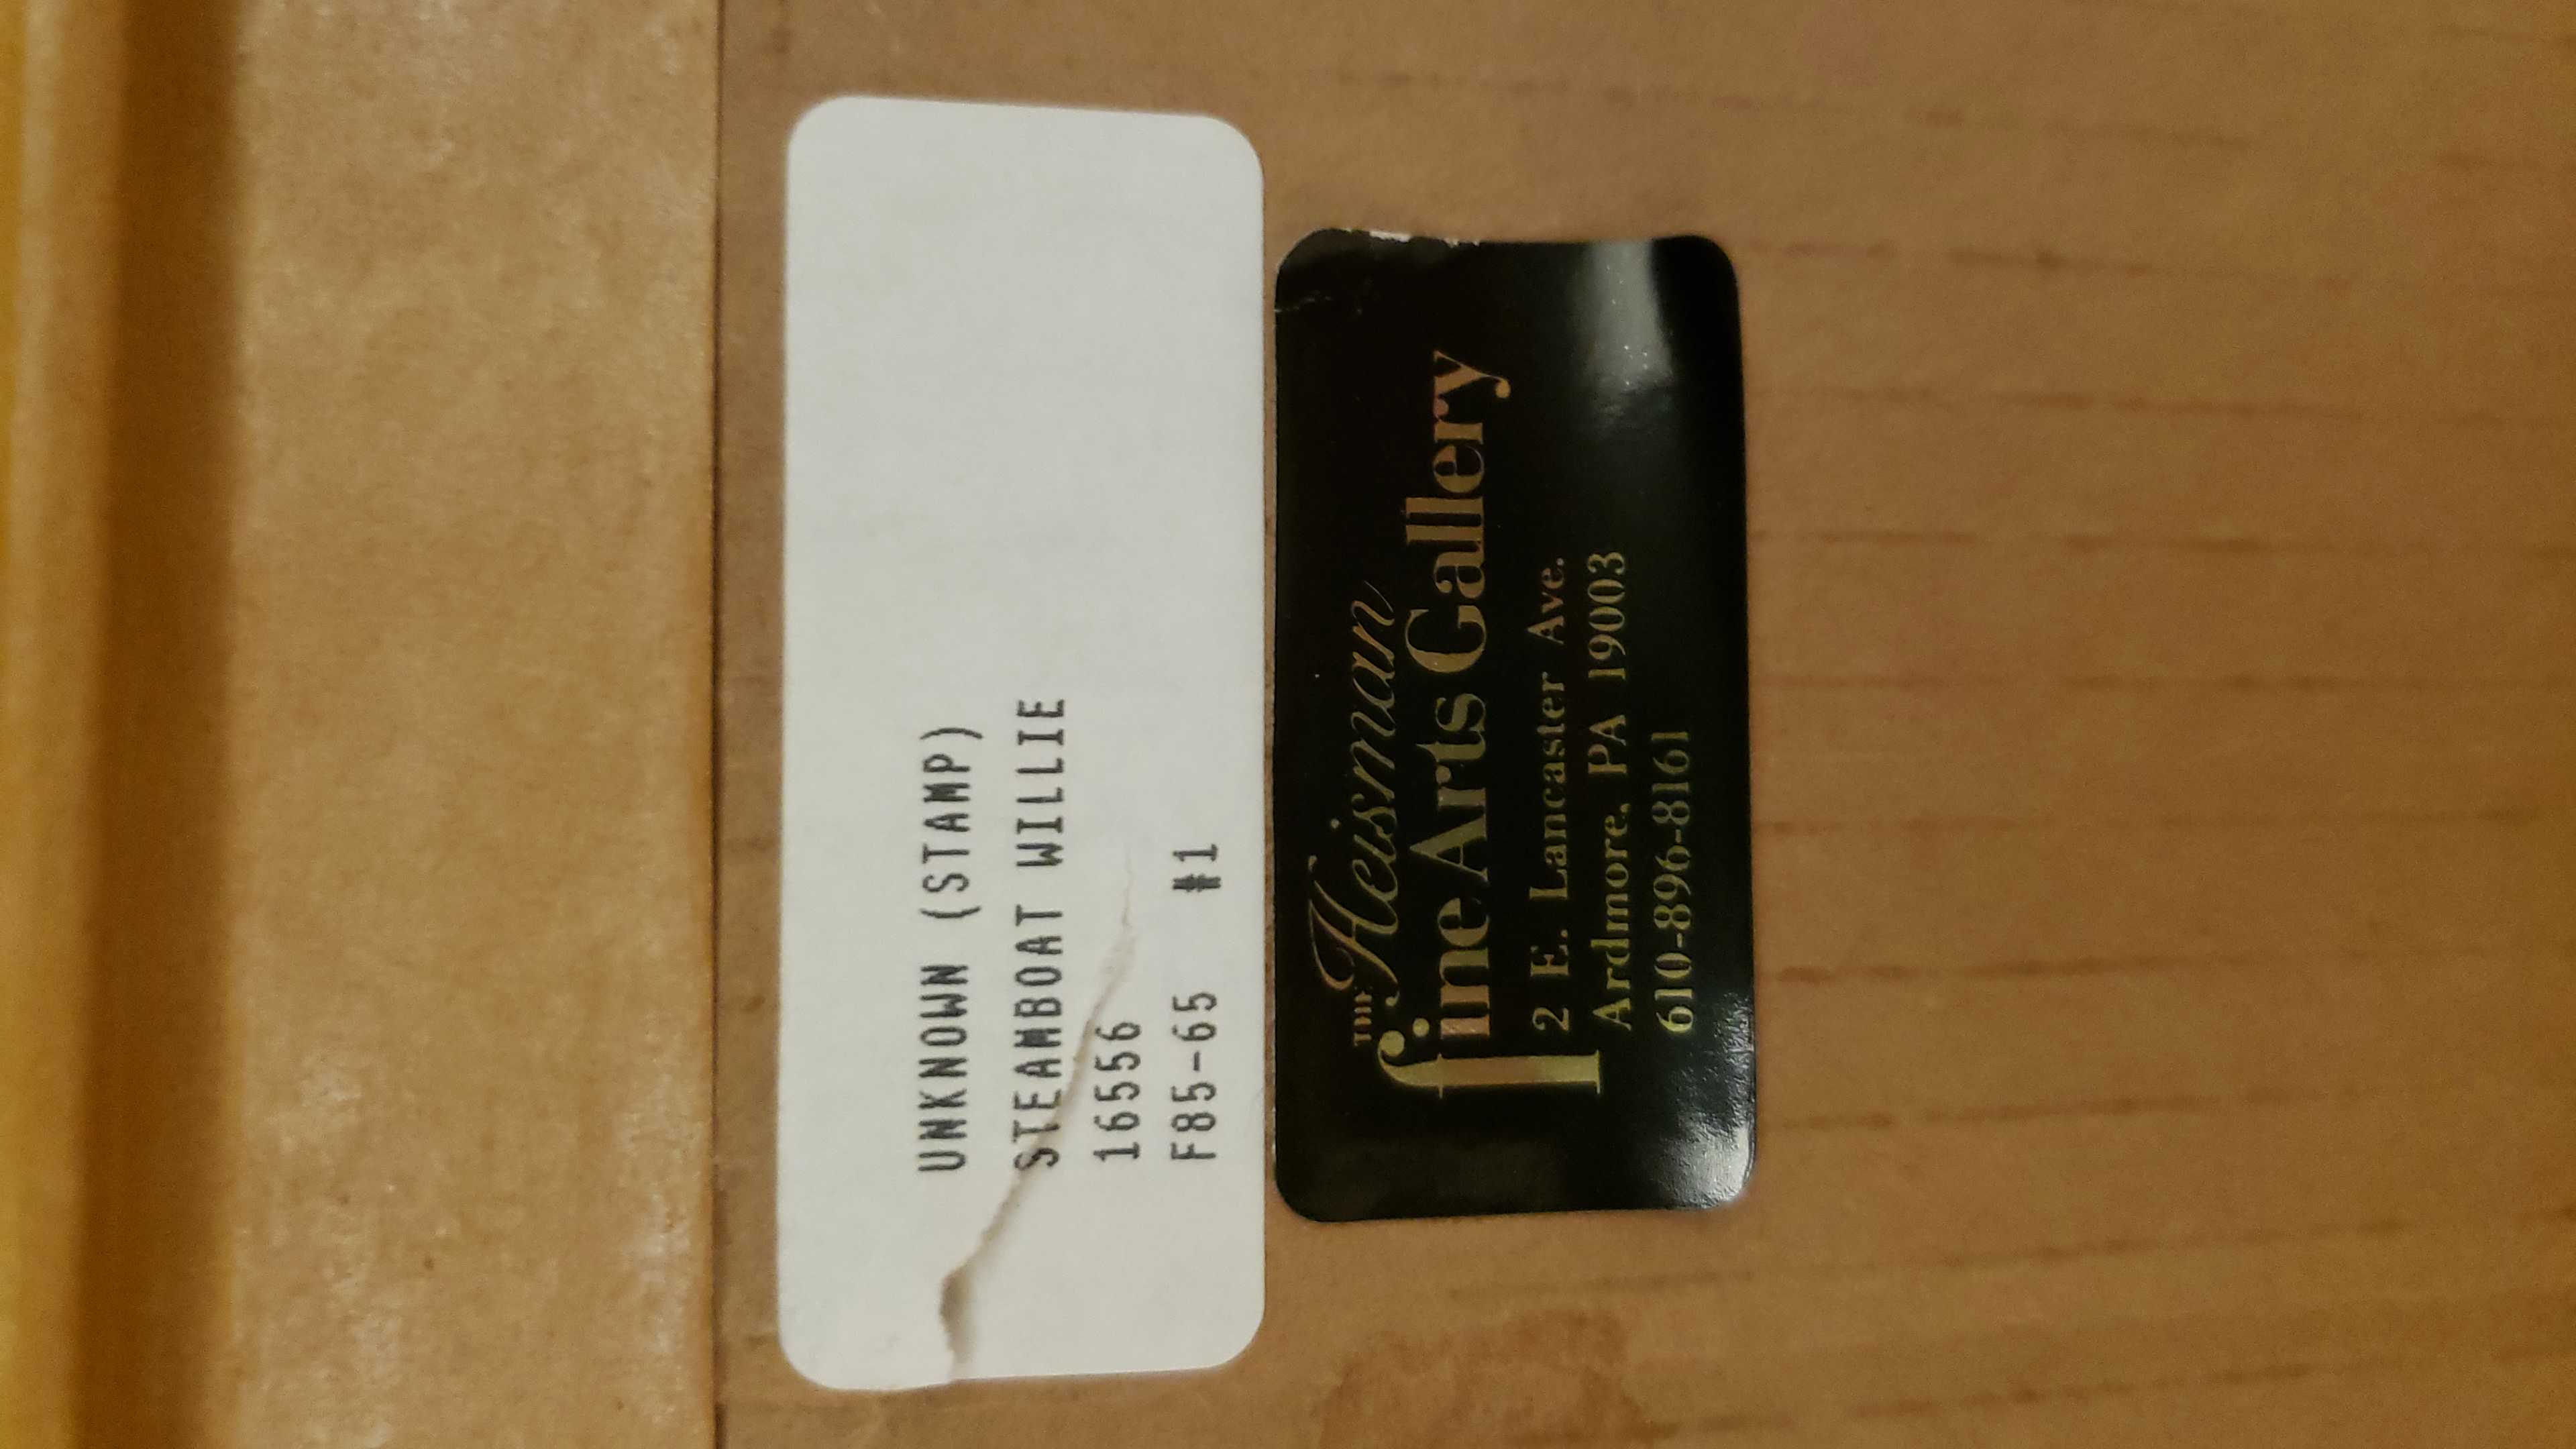 UNKNOWN (STAMP)
STEAMBOAT WILLIE
16556
F85-65 #1
THE Heisman
fine Arts Gallery
2 E. Lancaster Ave.
Ardmore, PA 19003
610-896-8161